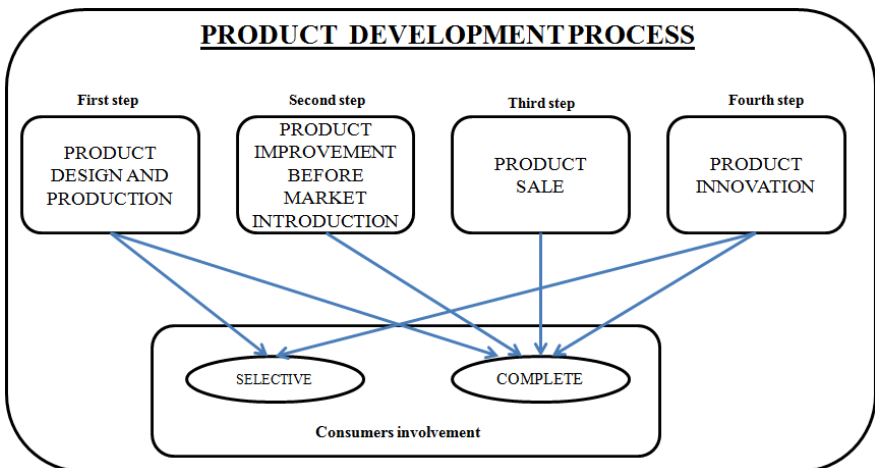 PRODUCT DEVELOPMENT PROCESS
First step
Second step
Third step
Fourth step
PRODUCT
DESIGN AND
PRODUCTION
PRODUCT
IMPROVEMENT
BEFORE
MARKET
INTRODUCTION
PRODUCT
SALE
PRODUCT
INNOVATION
SELECTIVE
COMPLETE
Consumers involvement